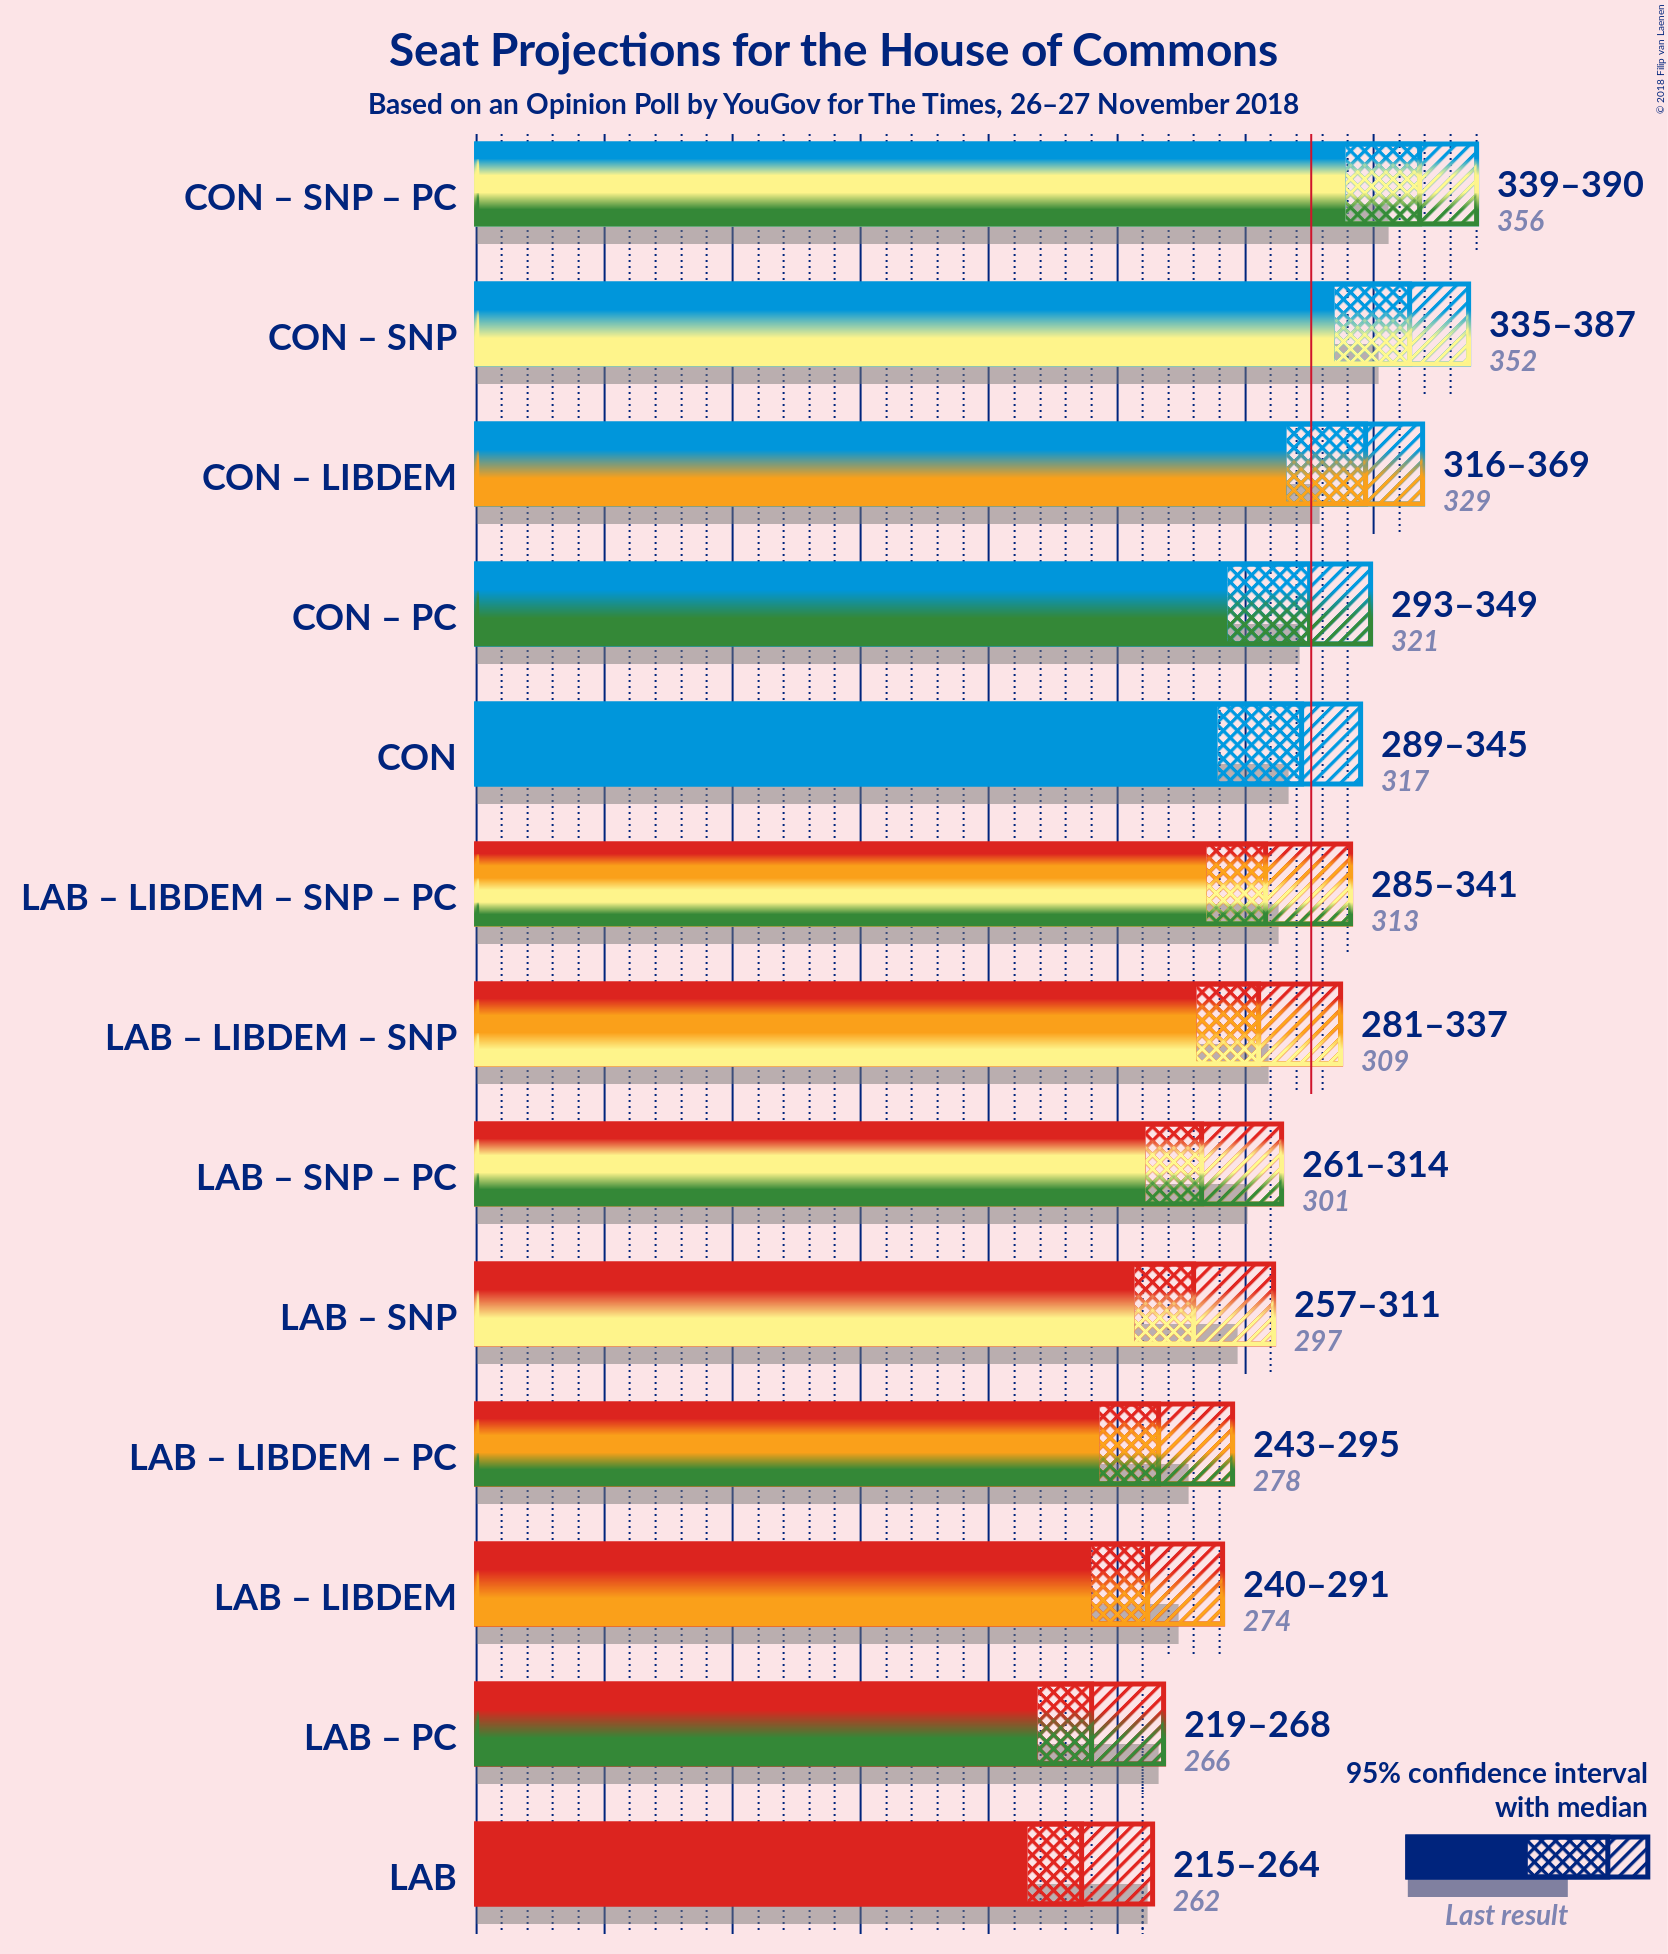 Seat Projections for the House of Commons
Based on an Opinion Poll by YouGov for The Times, 26–27 November 2018
© 2018 Filip van Laenen
CON – SNP – PC
339–390
356
CON – SNP
335–387
352
CON – LIBDEM
316–369
329
CON – PC
293–349
321
CON
289–345
317
LAB – LIBDEM – SNP – PC
285–341
313
LAB – LIBDEM – SNP
281–337
309
LAB – SNP – PC
261–314
301
LAB – SNP
257–311
297
LAB – LIBDEM – PC
243–295
278
LAB – LIBDEM
240–291
274
LAB – PC
219–268
266
LAB
215–264
262
95% confidence interval
with median
Last result